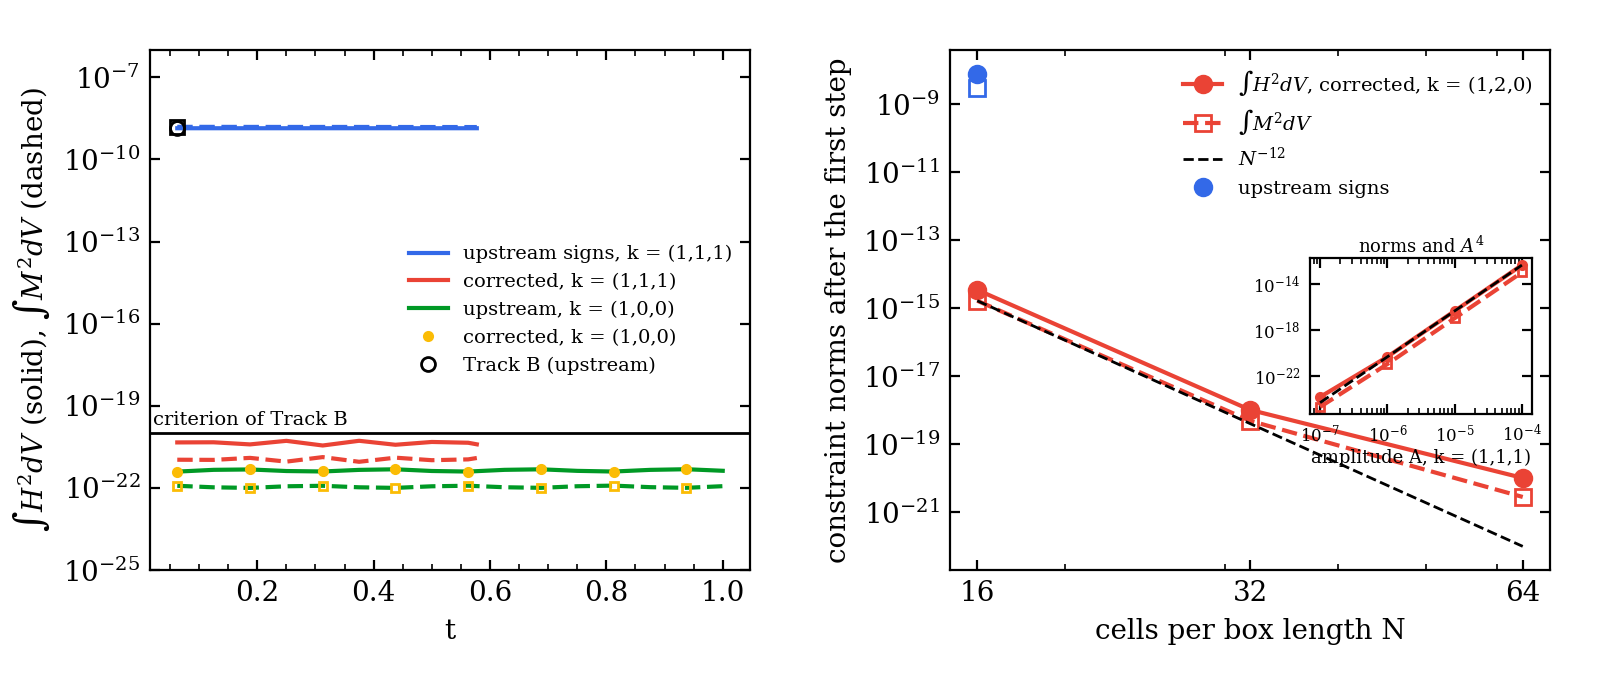 ∫H²dV (solid), ∫M²dV (dashed)
10⁻⁷
10⁻¹⁰
10⁻¹³
10⁻¹⁶
10⁻¹⁹
10⁻²²
10⁻²⁵
upstream signs, k = (1,1,1)
corrected, k = (1,1,1)
upstream, k = (1,0,0)
corrected, k = (1,0,0)
Track B (upstream)
criterion of Track B
0.2 0.4 0.6 0.8 1.0
t
constraint norms after the first step
10⁻⁹
10⁻¹¹
10⁻¹³
10⁻¹⁵
10⁻¹⁷
10⁻¹⁹
10⁻²¹
∫H²dV, corrected, k = (1,2,0)
∫M²dV
N⁻¹²
upstream signs
norms and A⁴
10⁻¹⁴
10⁻¹⁸
10⁻²²
10⁻⁷ 10⁻⁶ 10⁻⁵ 10⁻⁴
amplitude A, k = (1,1,1)
16 32 64
cells per box length N